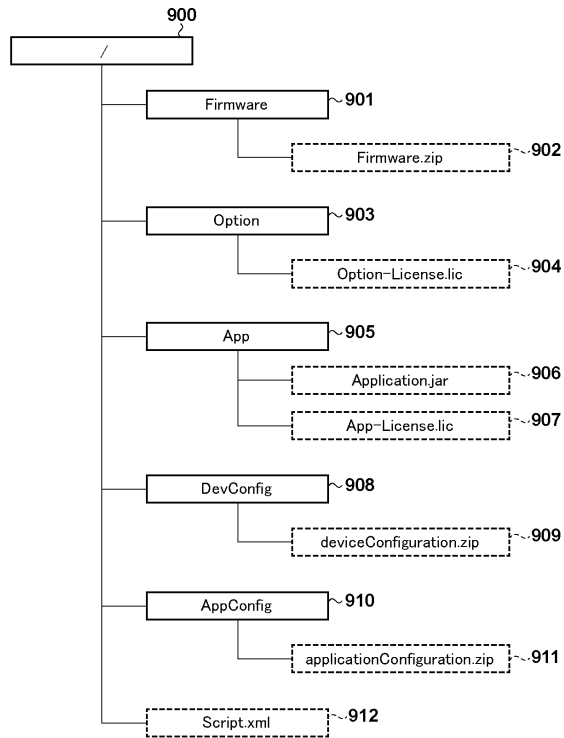 900
/
Firmware 901
Firmware.zip 902
Option 903
Option-License.lic 904
App 905
Application.jar 906
App-License.lic 907
DevConfig 908
deviceConfiguration.zip 909
AppConfig 910
applicationConfiguration.zip 911
Script.xml 912